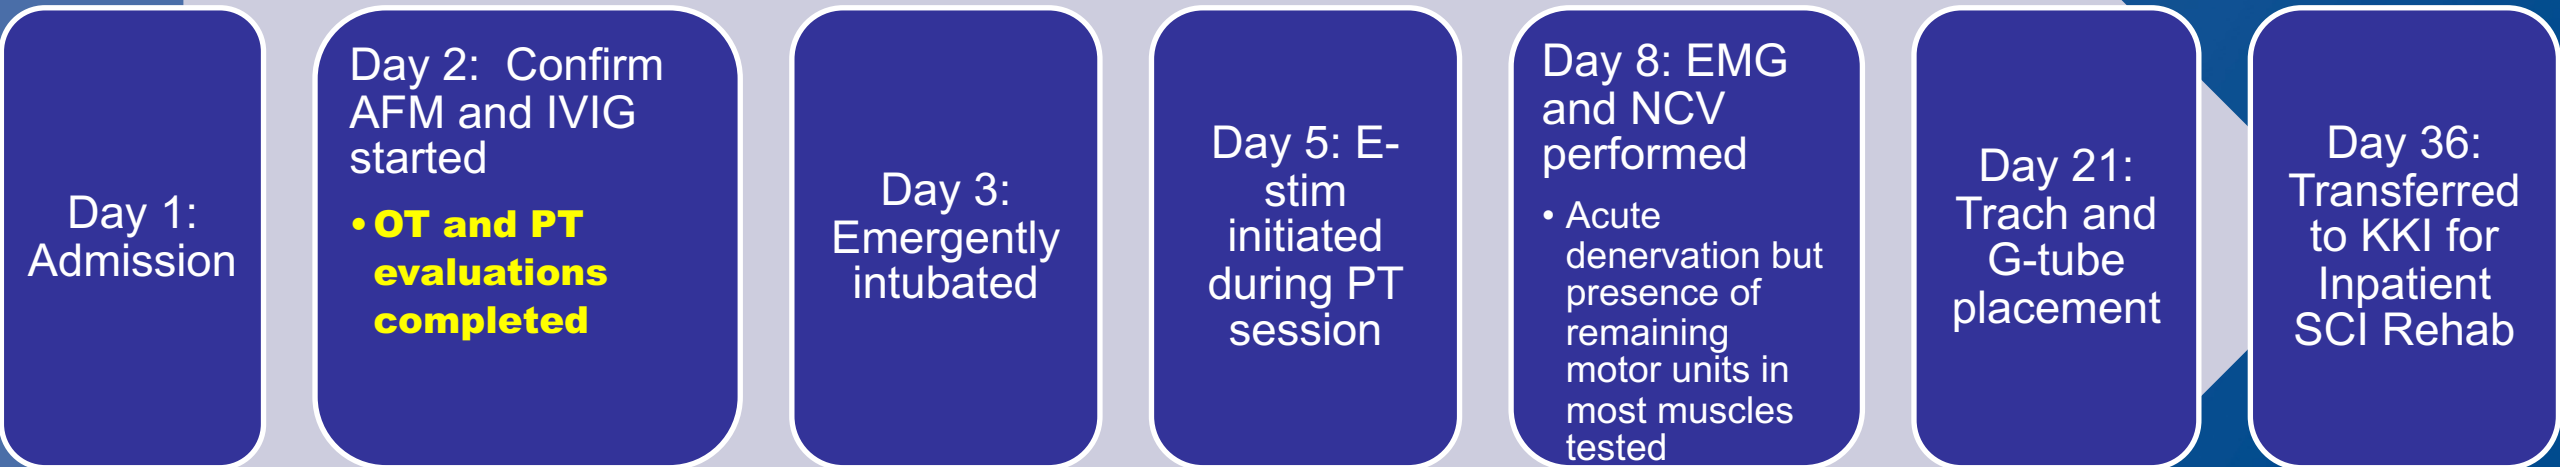 Day 1:
Admission
Day 2:  Confirm
AFM and IVIG
started
• OT and PT
evaluations
completed
Day 3:
Emergently
intubated
Day 5: E-
stim
initiated
during PT
session
Day 8: EMG
and NCV
performed
• Acute
denervation but
presence of
remaining
motor units in
most muscles
tested
Day 21:
Trach and
G-tube
placement
Day 36:
Transferred
to KKI for
Inpatient
SCI Rehab